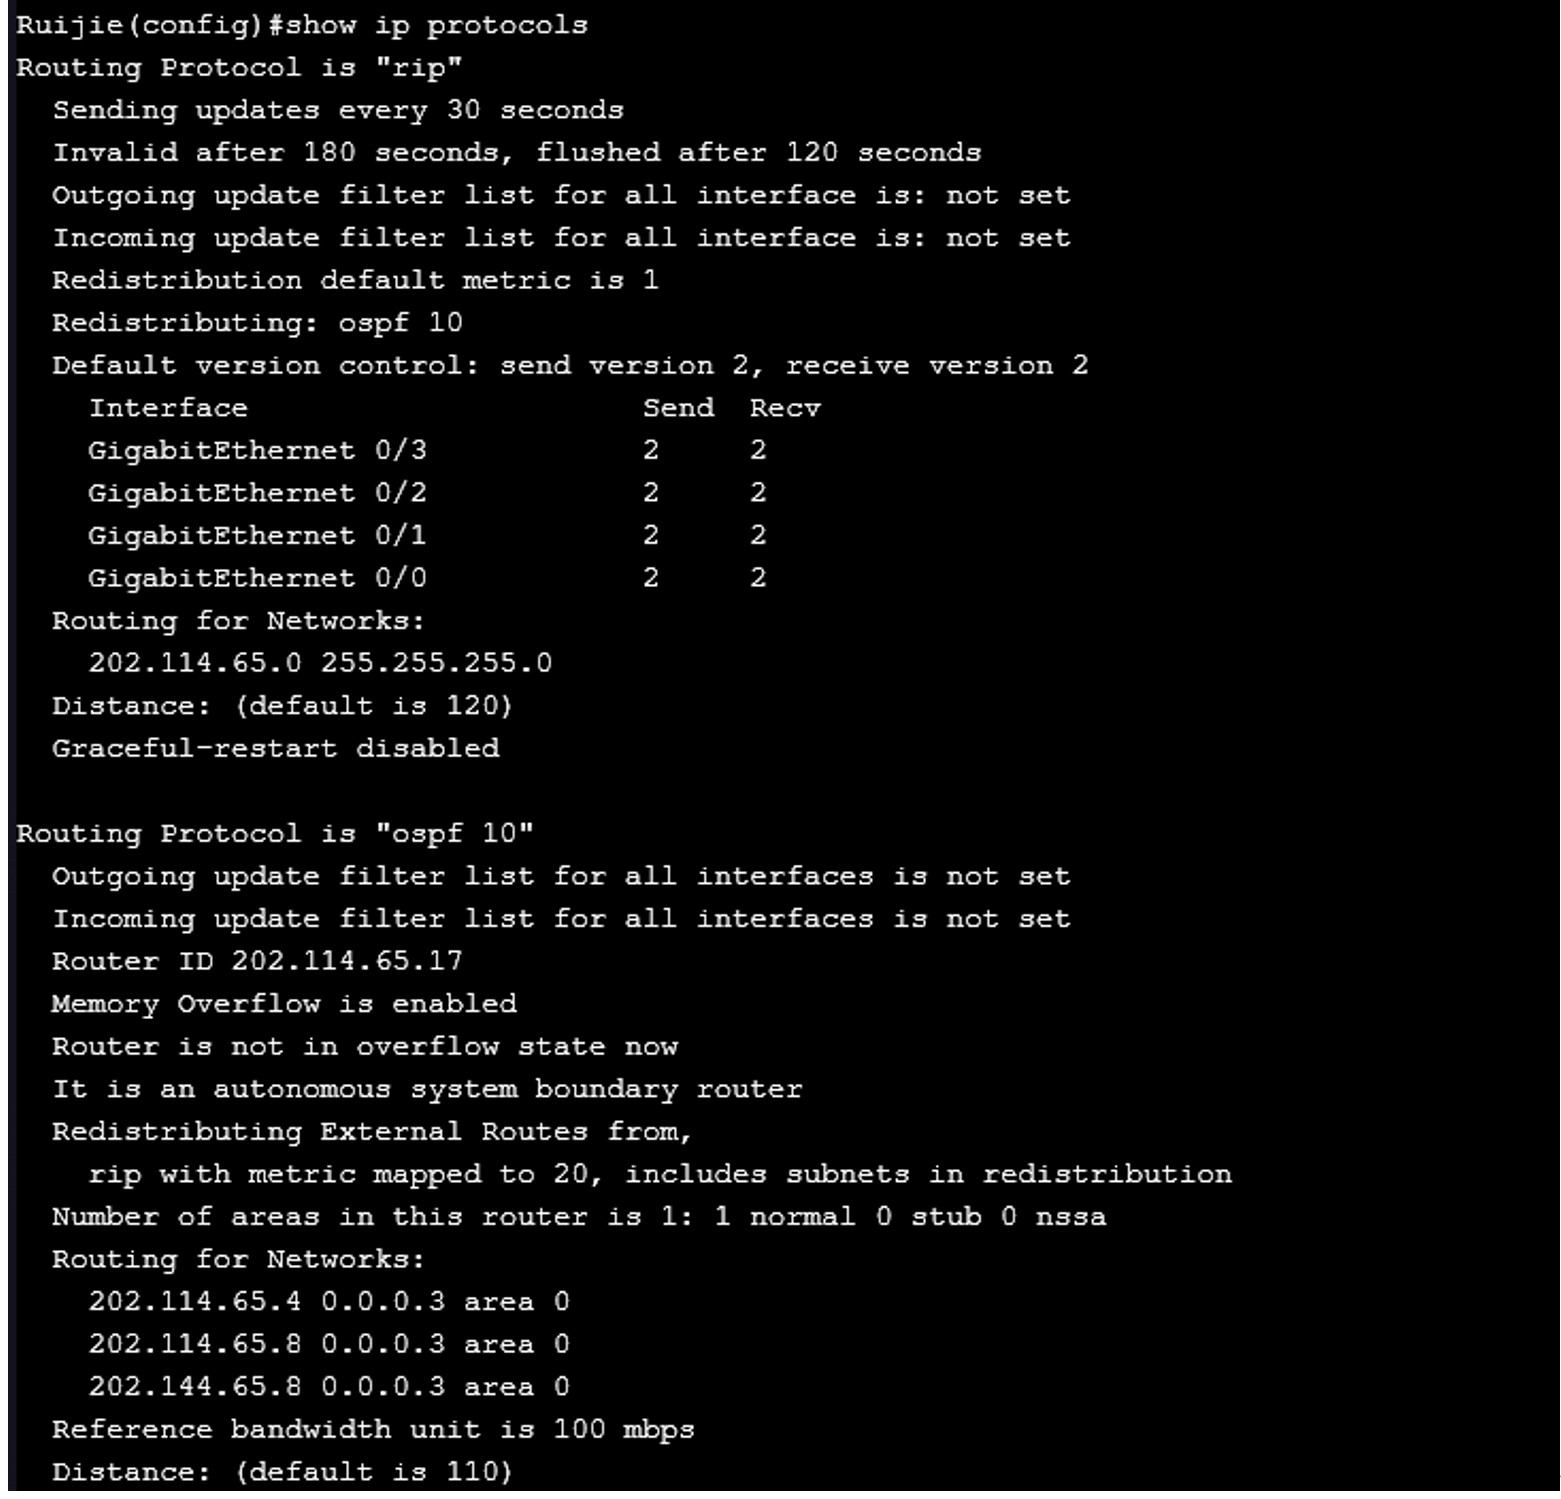 Ruijie(config)#show ip protocols
Routing Protocol is "rip"
  Sending updates every 30 seconds
  Invalid after 180 seconds, flushed after 120 seconds
  Outgoing update filter list for all interface is: not set
  Incoming update filter list for all interface is: not set
  Redistribution default metric is 1
  Redistributing: ospf 10
  Default version control: send version 2, receive version 2
    Interface                      Send  Recv
    GigabitEthernet 0/3            2     2
    GigabitEthernet 0/2            2     2
    GigabitEthernet 0/1            2     2
    GigabitEthernet 0/0            2     2
  Routing for Networks:
    202.114.65.0 255.255.255.0
  Distance: (default is 120)
  Graceful-restart disabled

Routing Protocol is "ospf 10"
  Outgoing update filter list for all interfaces is not set
  Incoming update filter list for all interfaces is not set
  Router ID 202.114.65.17
  Memory Overflow is enabled
  Router is not in overflow state now
  It is an autonomous system boundary router
  Redistributing External Routes from,
    rip with metric mapped to 20, includes subnets in redistribution
  Number of areas in this router is 1: 1 normal 0 stub 0 nssa
  Routing for Networks:
    202.114.65.4 0.0.0.3 area 0
    202.114.65.8 0.0.0.3 area 0
    202.144.65.8 0.0.0.3 area 0
  Reference bandwidth unit is 100 mbps
  Distance: (default is 110)